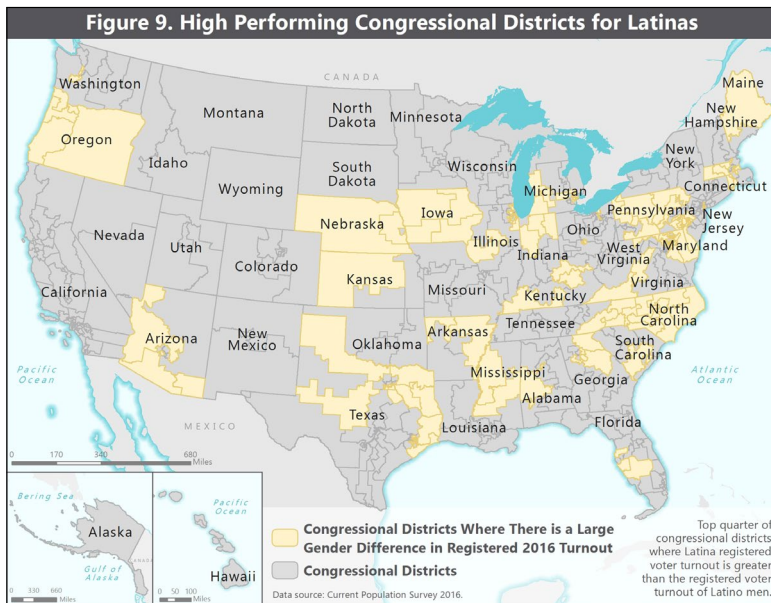 Figure 9. High Performing Congressional Districts for Latinas
CANADA
Washington
Montana
North
Dakota
Minnesota
Maine
New
Hampshire
Oregon
Idaho
South
Dakota
Wisconsin
Michigan
New
York
Connecticut
Wyoming
Nebraska
Iowa
Illinois
Indiana
Ohio
Pennsylvania
New
Jersey
West
Virginia
Maryland
Nevada
Utah
Colorado
Kansas
Missouri
Kentucky
Virginia
California
Arizona
New
Mexico
Oklahoma
Arkansas
Tennessee
North
Carolina
South
Carolina
Mississippi
Alabama
Georgia
Pacific
Ocean
Atlantic
Ocean
MEXICO
Texas
Louisiana
Florida
0 170 340 680
Miles
Bering Sea
Alaska
CANADA
Gulf of
Alaska
0 330 660
Miles
Pacific
Ocean
Hawaii
0 50 100
Miles
Congressional Districts Where There is a Large
Gender Difference in Registered 2016 Turnout
Congressional Districts
Data source: Current Population Survey 2016.
Top quarter of
congressional districts
where Latina registered
voter turnout is greater
than the registered voter
turnout of Latino men.